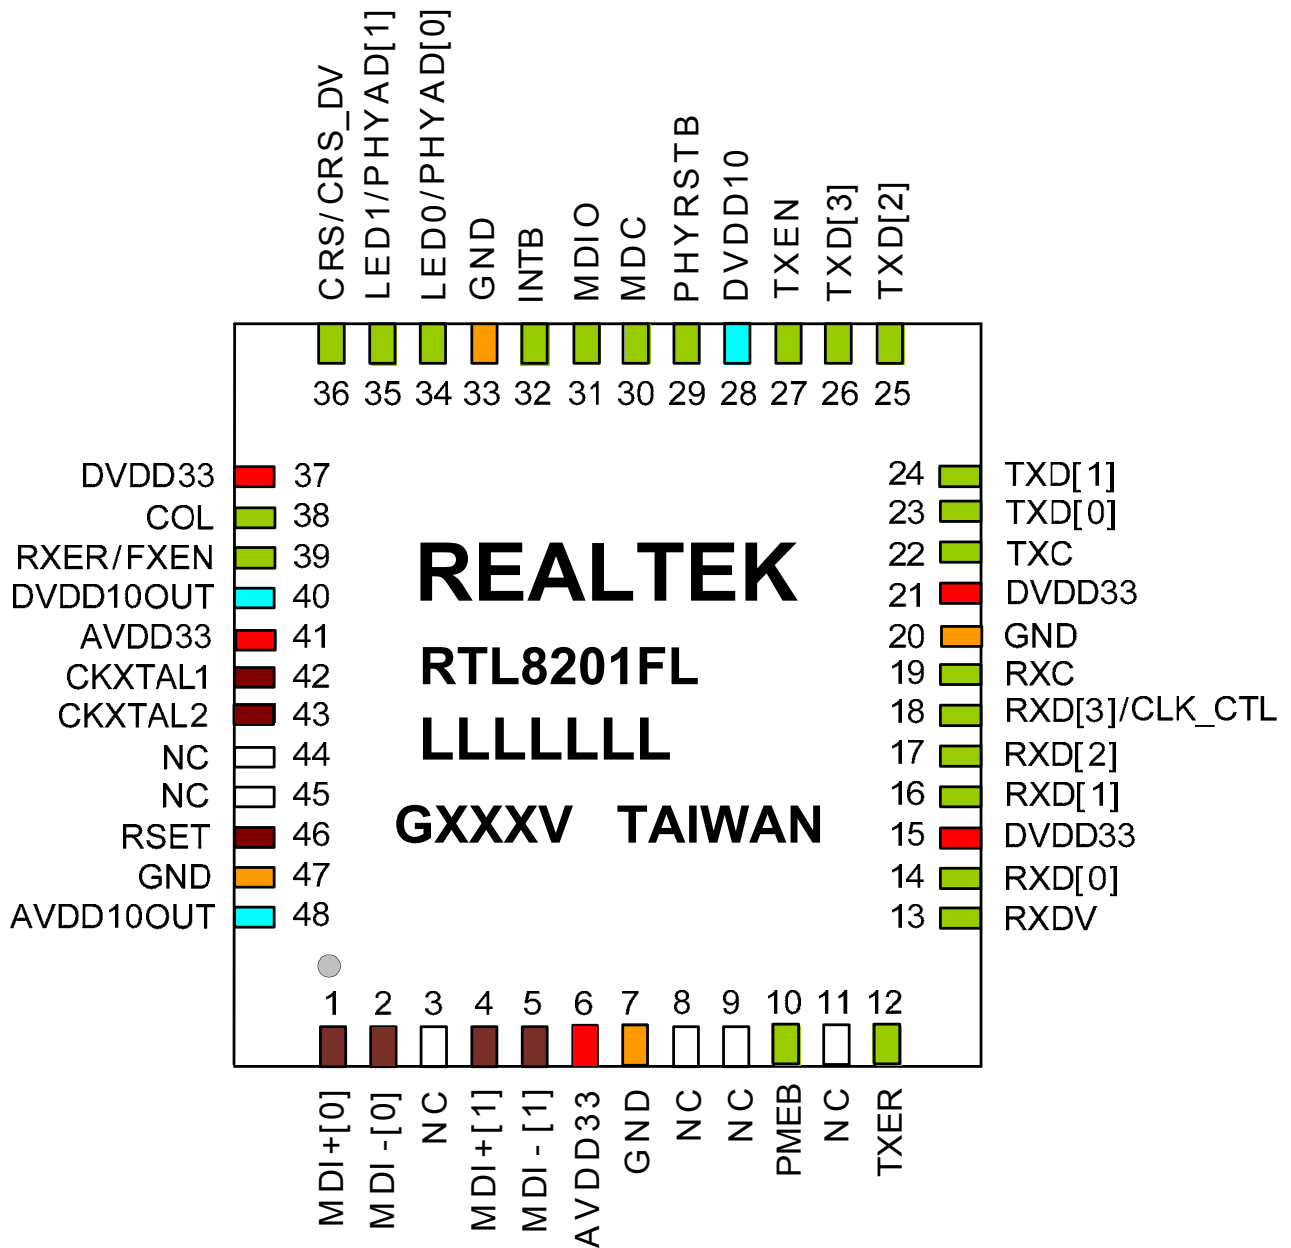 CRS/CRS_DV
LED1/PHYAD[1]
LED0/PHYAD[0]
GND
INTB
MDIO
MDC
PHYRSTB
DVDD10
TXEN
TXD[3]
TXD[2]
36 35 34 33 32 31 30 29 28 27 26 25
DVDD33 37
COL 38
RXER/FXEN 39
DVDD10OUT 40
AVDD33 41
CKXTAL1 42
CKXTAL2 43
NC 44
NC 45
RSET 46
GND 47
AVDD10OUT 48
REALTEK
RTL8201FL
LLLLLLL
GXXXV TAIWAN
24 TXD[1]
23 TXD[0]
22 TXC
21 DVDD33
20 GND
19 RXC
18 RXD[3]/CLK_CTL
17 RXD[2]
16 RXD[1]
15 DVDD33
14 RXD[0]
13 RXDV
1 2 3 4 5 6 7 8 9 10 11 12
MDI+[0]
MDI-[0]
NC
MDI+[1]
MDI-[1]
AVDD33
GND
NC
NC
PMEB
NC
TXER